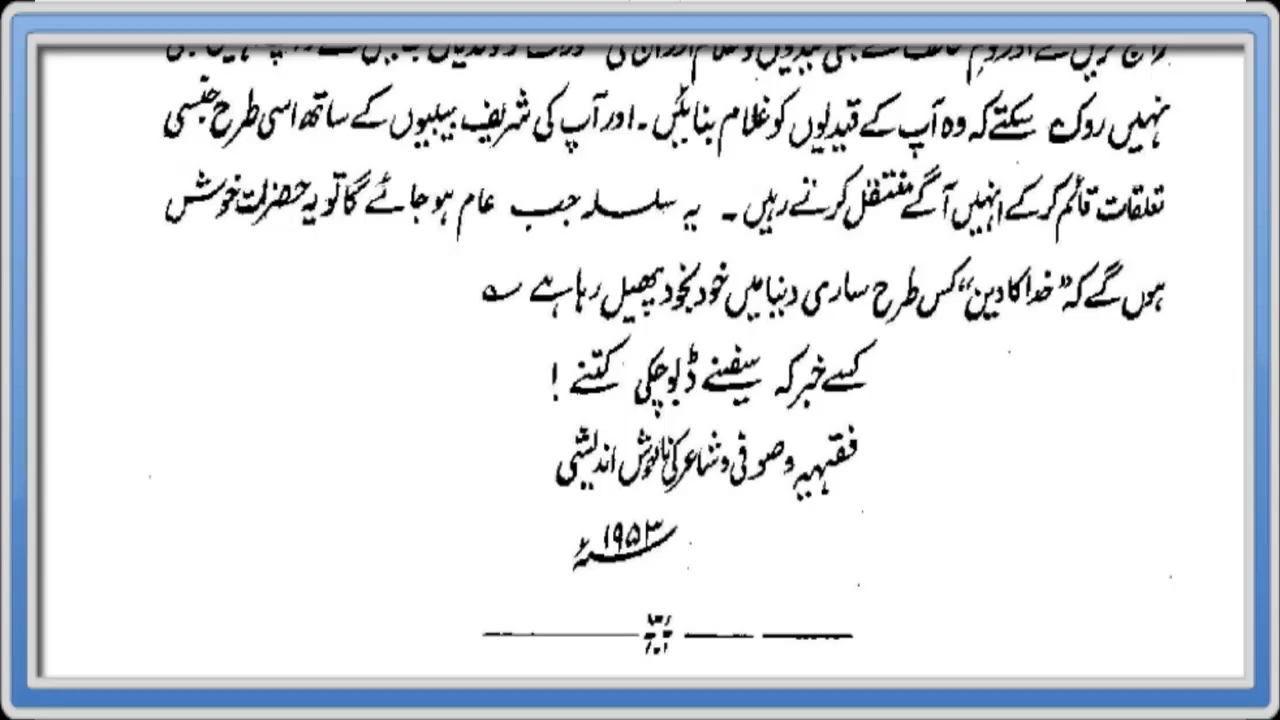 نہیں روک سکتے کہ وہ آپ کے قیدیوں کو غلام بنائیں ۔ اور آپ کی شریف بیبیوں کے ساتھ اسی طرح جنسی
تعلقات قائم کرکے انہیں آگے منتقل کرتے رہیں ۔ یہ سلسلہ جب عام ہو جائے گا تو یہ حضرات خوش
ہوں گے کہ ”خدا کا دین“ کس طرح ساری دنیا میں خود بخود پھیل رہا ہے ؎
کسے خبر کہ سفینے ڈبو چکی کتنے !
فقیہہ و صوفی و شاعر کی ناخوش اندیشی
۱۹۵۳ء